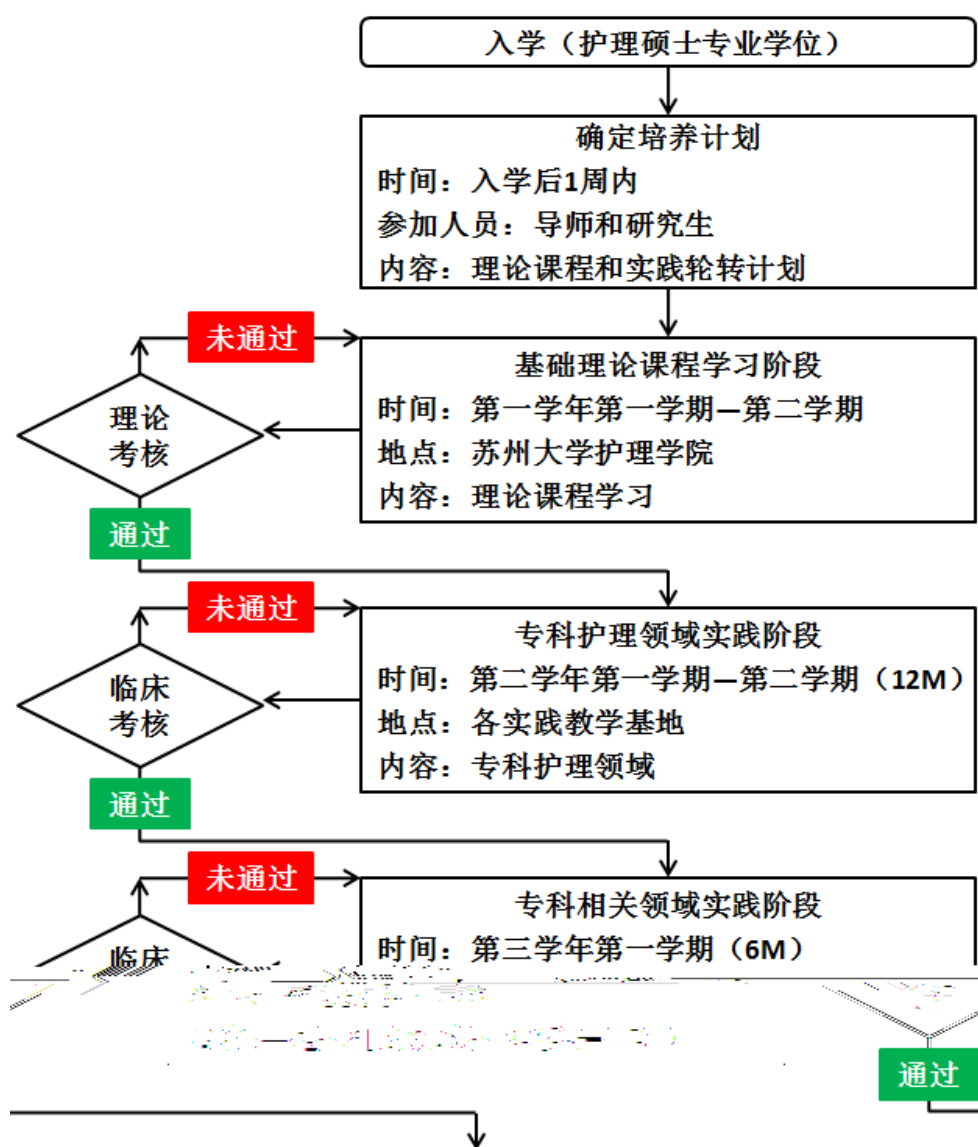 入学（护理硕士专业学位）
确定培养计划
时间：入学后1周内
参加人员：导师和研究生
内容：理论课程和实践轮转计划
未通过
基础理论课程学习阶段
时间：第一学年第一学期—第二学期
地点：苏州大学护理学院
内容：理论课程学习
理论
考核
通过
未通过
专科护理领域实践阶段
时间：第二学年第一学期—第二学期（12M）
地点：各实践教学基地
内容：专科护理领域
临床
考核
通过
未通过
专科相关领域实践阶段
时间：第三学年第一学期（6M）
临床
通过